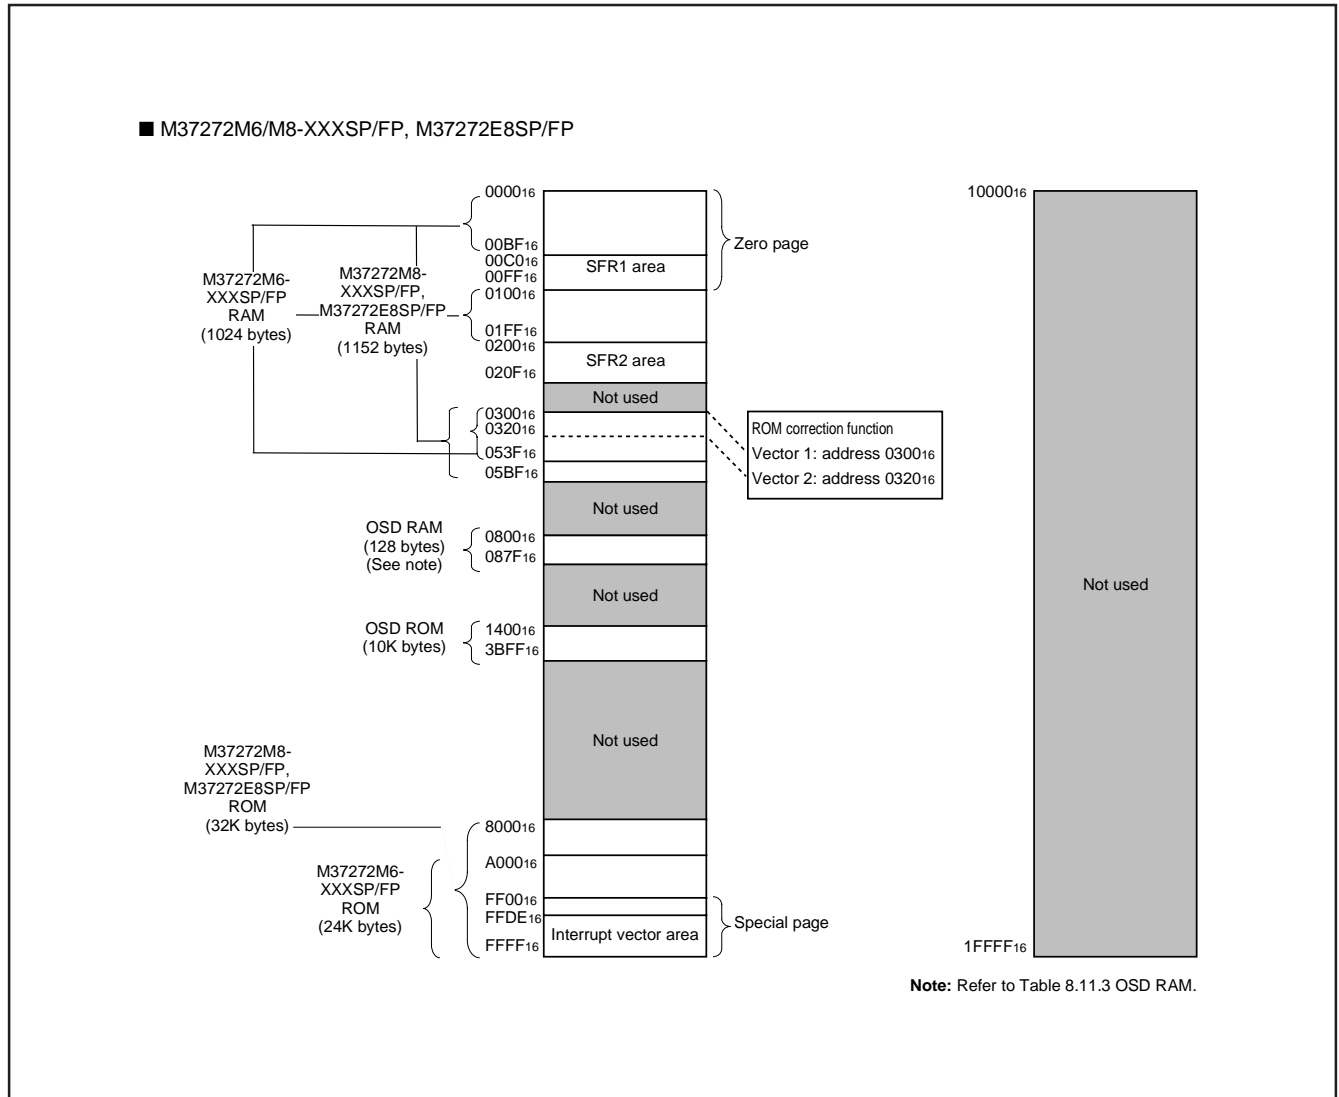 ■ M37272M6/M8-XXXSP/FP, M37272E8SP/FP
0000₁₆
00BF₁₆
00C0₁₆
00FF₁₆
0100₁₆
01FF₁₆
0200₁₆
020F₁₆
0300₁₆
0320₁₆
053F₁₆
05BF₁₆
0800₁₆
087F₁₆
1400₁₆
3BFF₁₆
8000₁₆
A000₁₆
FF00₁₆
FFDE₁₆
FFFF₁₆
M37272M6-
XXXSP/FP
RAM
(1024 bytes)
M37272M8-
XXXSP/FP,
M37272E8SP/FP
RAM
(1152 bytes)
OSD RAM
(128 bytes)
(See note)
OSD ROM
(10K bytes)
M37272M8-
XXXSP/FP,
M37272E8SP/FP
ROM
(32K bytes)
M37272M6-
XXXSP/FP
ROM
(24K bytes)
SFR1 area
SFR2 area
Not used
Not used
Not used
Not used
Interrupt vector area
Zero page
ROM correction function
Vector 1: address 0300₁₆
Vector 2: address 0320₁₆
Special page
10000₁₆
Not used
1FFFF₁₆
Note: Refer to Table 8.11.3 OSD RAM.